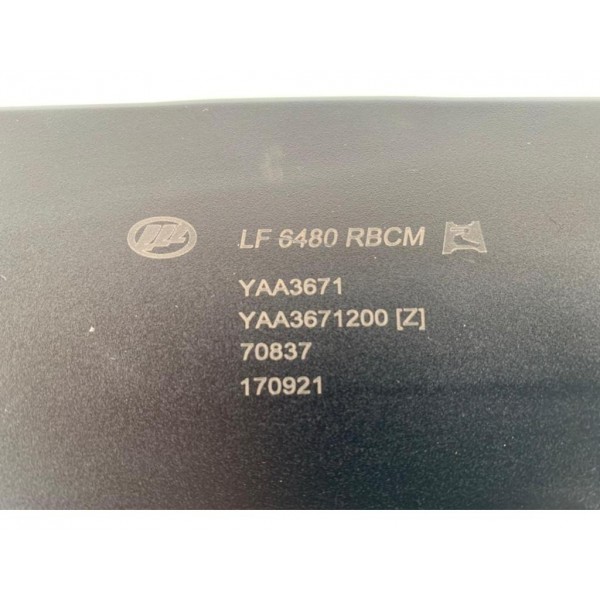 LF 6480 RBCM
YAA3671
YAA3671200 [Z]
70837
170921